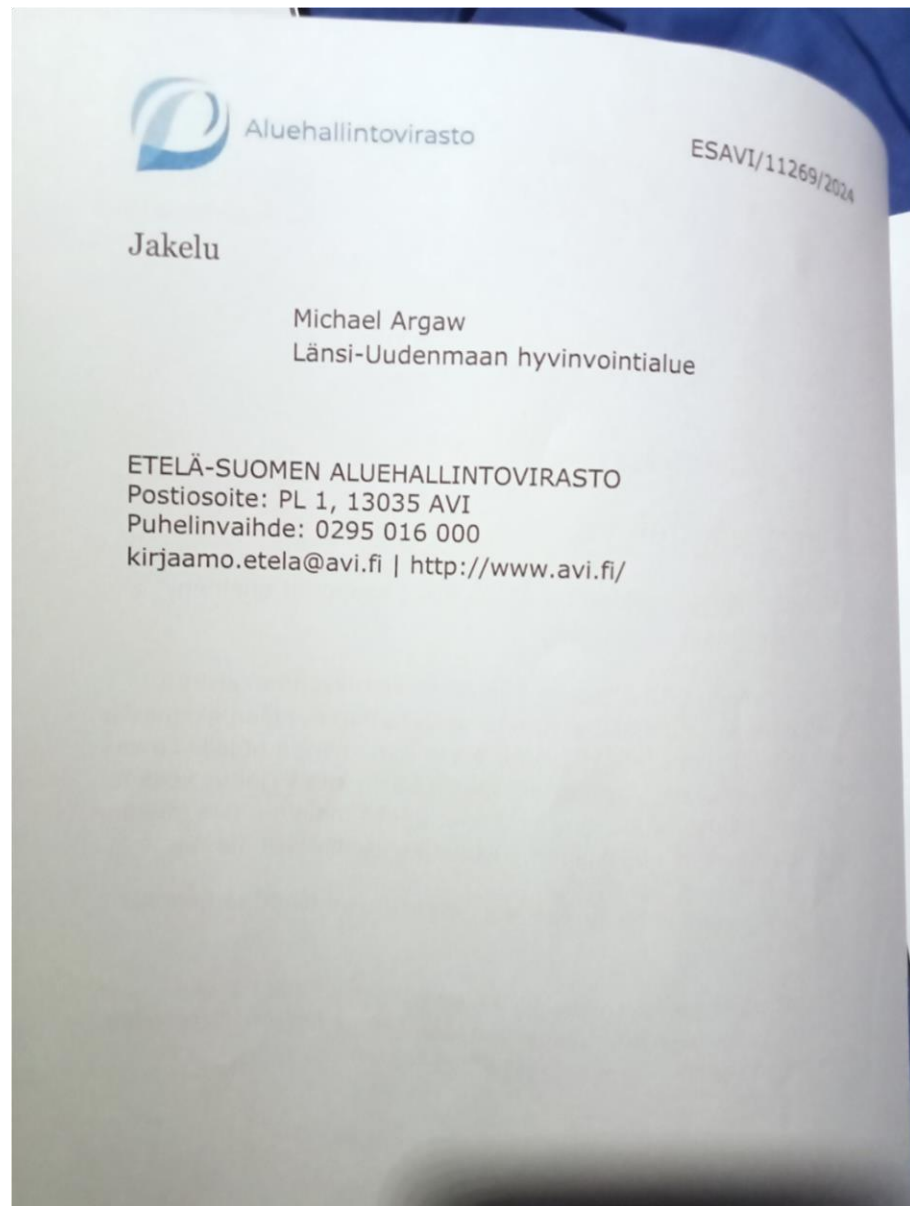 Aluehallintovirasto
ESAVI/11269/2024
Jakelu
Michael Argaw
Länsi-Uudenmaan hyvinvointialue
ETELÄ-SUOMEN ALUEHALLINTOVIRASTO
Postiosoite: PL 1, 13035 AVI
Puhelinvaihde: 0295 016 000
kirjaamo.etela@avi.fi | http://www.avi.fi/